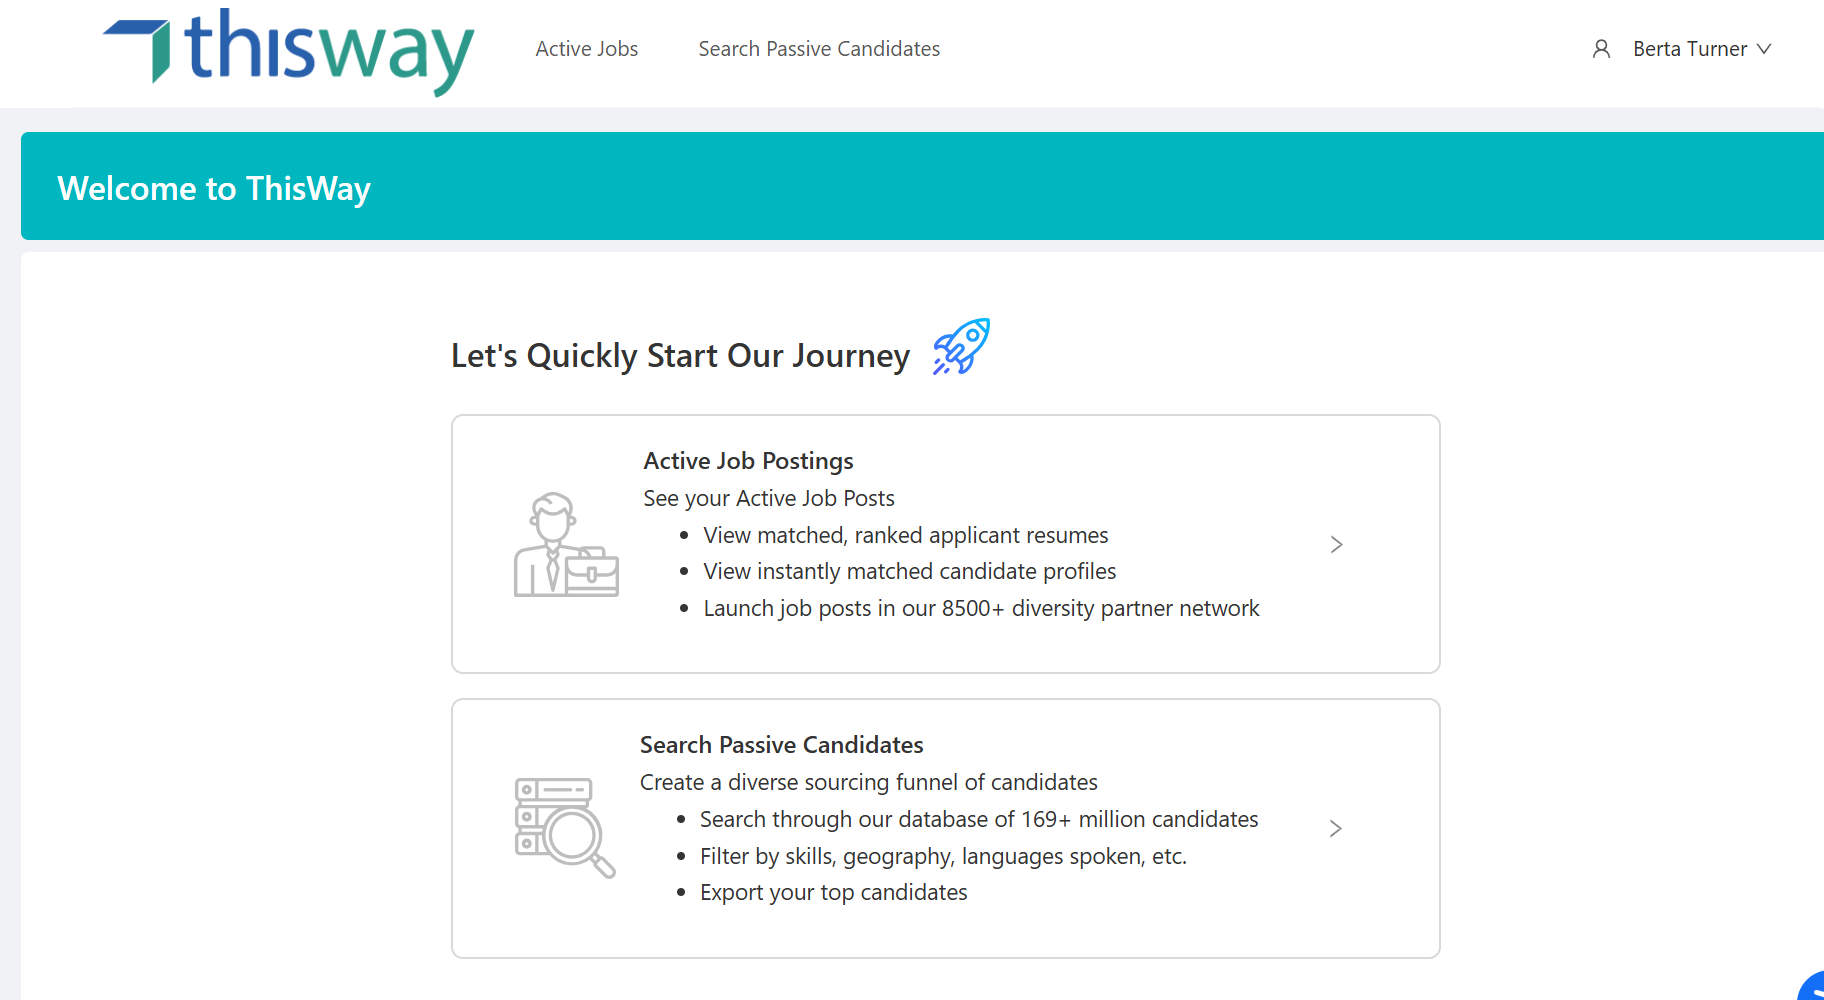 thisway
Active Jobs
Search Passive Candidates
Berta Turner
Welcome to ThisWay
Let's Quickly Start Our Journey
Active Job Postings
See your Active Job Posts
View matched, ranked applicant resumes
View instantly matched candidate profiles
Launch job posts in our 8500+ diversity partner network
Search Passive Candidates
Create a diverse sourcing funnel of candidates
Search through our database of 169+ million candidates
Filter by skills, geography, languages spoken, etc.
Export your top candidates